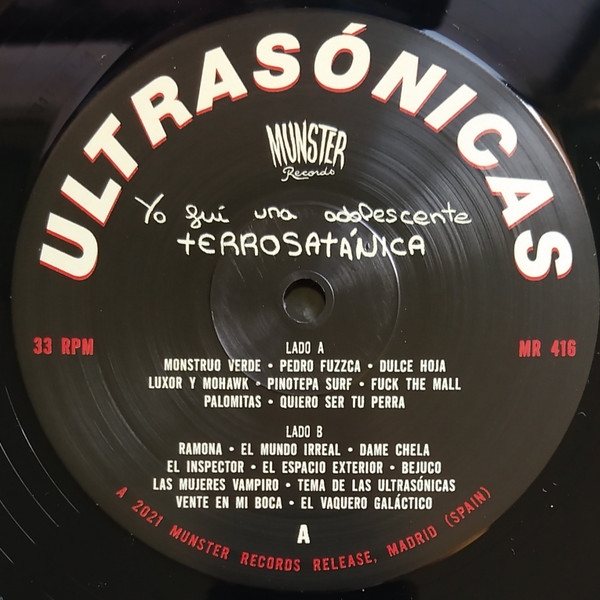 ULTRASÓNICAS
MUNSTER
Records
Yo fuí una adolescente
TERROSATÁNICA
33 RPM
MR 416
LADO A
MONSTRUO VERDE • PEDRO FUZZCA • DULCE HOJA
LUXOR Y MOHAWK • PINOTEPA SURF • FUCK THE MALL
PALOMITAS • QUIERO SER TU PERRA
LADO B
RAMONA • EL MUNDO IRREAL • DAME CHELA
EL INSPECTOR • EL ESPACIO EXTERIOR • BEJUCO
LAS MUJERES VAMPIRO • TEMA DE LAS ULTRASÓNICAS
VENTE EN MI BOCA • EL VAQUERO GALÁCTICO
A
A 2021 MUNSTER RECORDS RELEASE, MADRID (SPAIN)